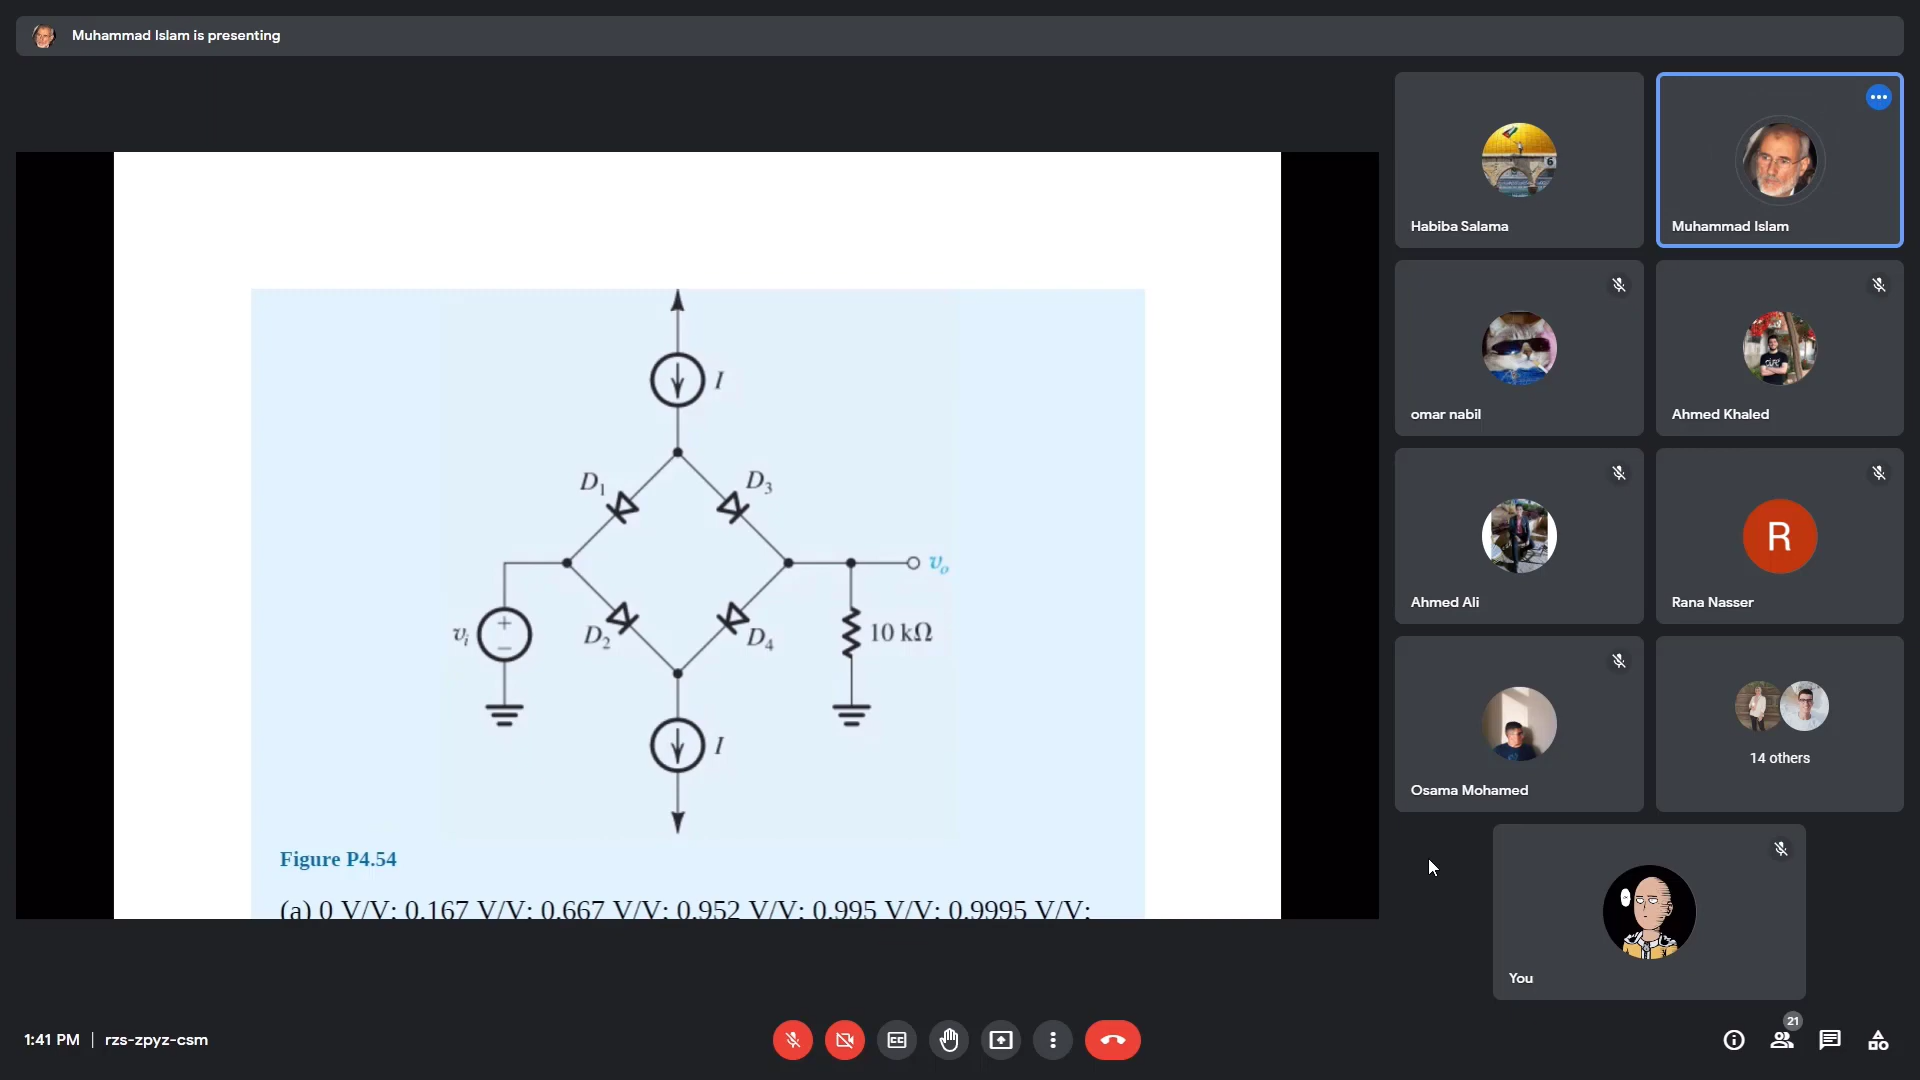 Muhammad Islam is presenting
I
D1
D3
vo
vi
+
−
D2
D4
10 kΩ
I
Figure P4.54
(a) 0 V/V; 0.167 V/V; 0.667 V/V; 0.952 V/V; 0.995 V/V; 0.9995 V/V;
Habiba Salama
6
Muhammad Islam
omar nabil
Ahmed Khaled
Ahmed Ali
R
Rana Nasser
Osama Mohamed
14 others
You
1:41 PM | rzs-zpyz-csm
21